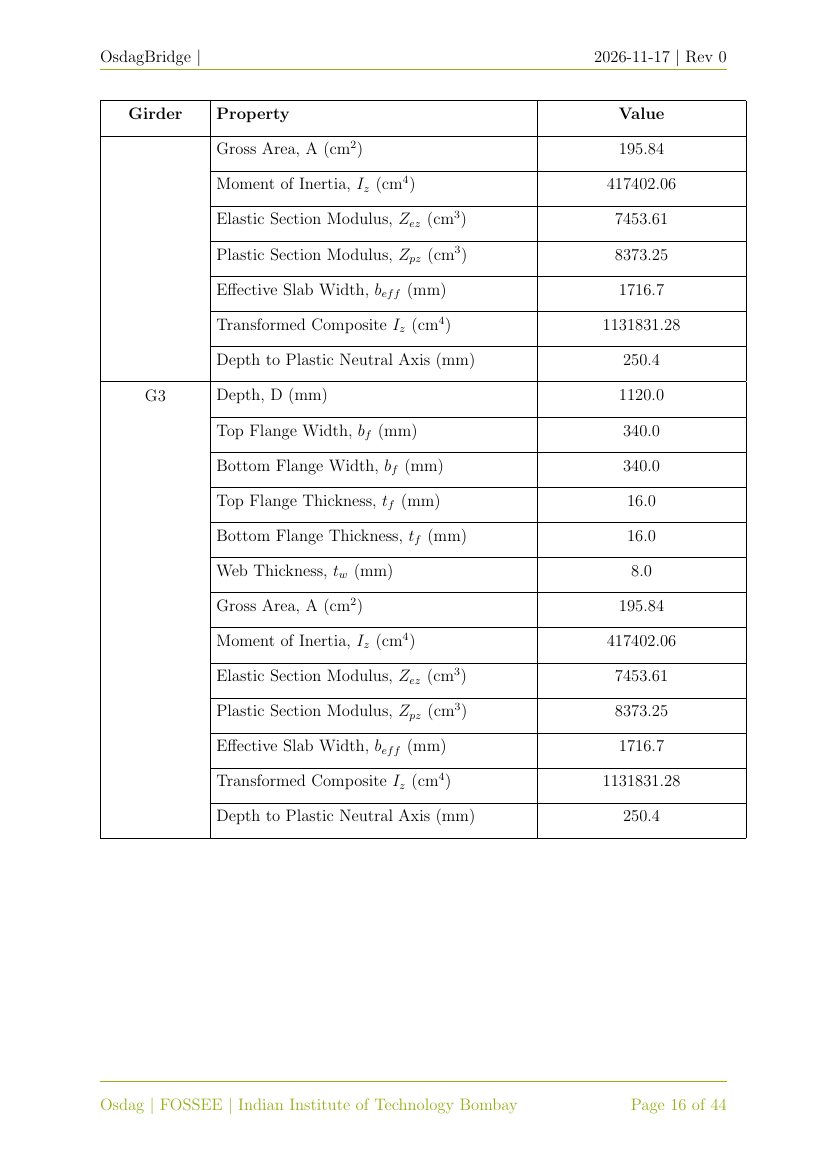 OsdagBridge | 2026-11-17 | Rev 0
Girder Property Value
Gross Area, A (cm²) 195.84
Moment of Inertia, I_z (cm⁴) 417402.06
Elastic Section Modulus, Z_ez (cm³) 7453.61
Plastic Section Modulus, Z_pz (cm³) 8373.25
Effective Slab Width, b_eff (mm) 1716.7
Transformed Composite I_z (cm⁴) 1131831.28
Depth to Plastic Neutral Axis (mm) 250.4
G3 Depth, D (mm) 1120.0
Top Flange Width, b_f (mm) 340.0
Bottom Flange Width, b_f (mm) 340.0
Top Flange Thickness, t_f (mm) 16.0
Bottom Flange Thickness, t_f (mm) 16.0
Web Thickness, t_w (mm) 8.0
Gross Area, A (cm²) 195.84
Moment of Inertia, I_z (cm⁴) 417402.06
Elastic Section Modulus, Z_ez (cm³) 7453.61
Plastic Section Modulus, Z_pz (cm³) 8373.25
Effective Slab Width, b_eff (mm) 1716.7
Transformed Composite I_z (cm⁴) 1131831.28
Depth to Plastic Neutral Axis (mm) 250.4
Osdag | FOSSEE | Indian Institute of Technology Bombay Page 16 of 44